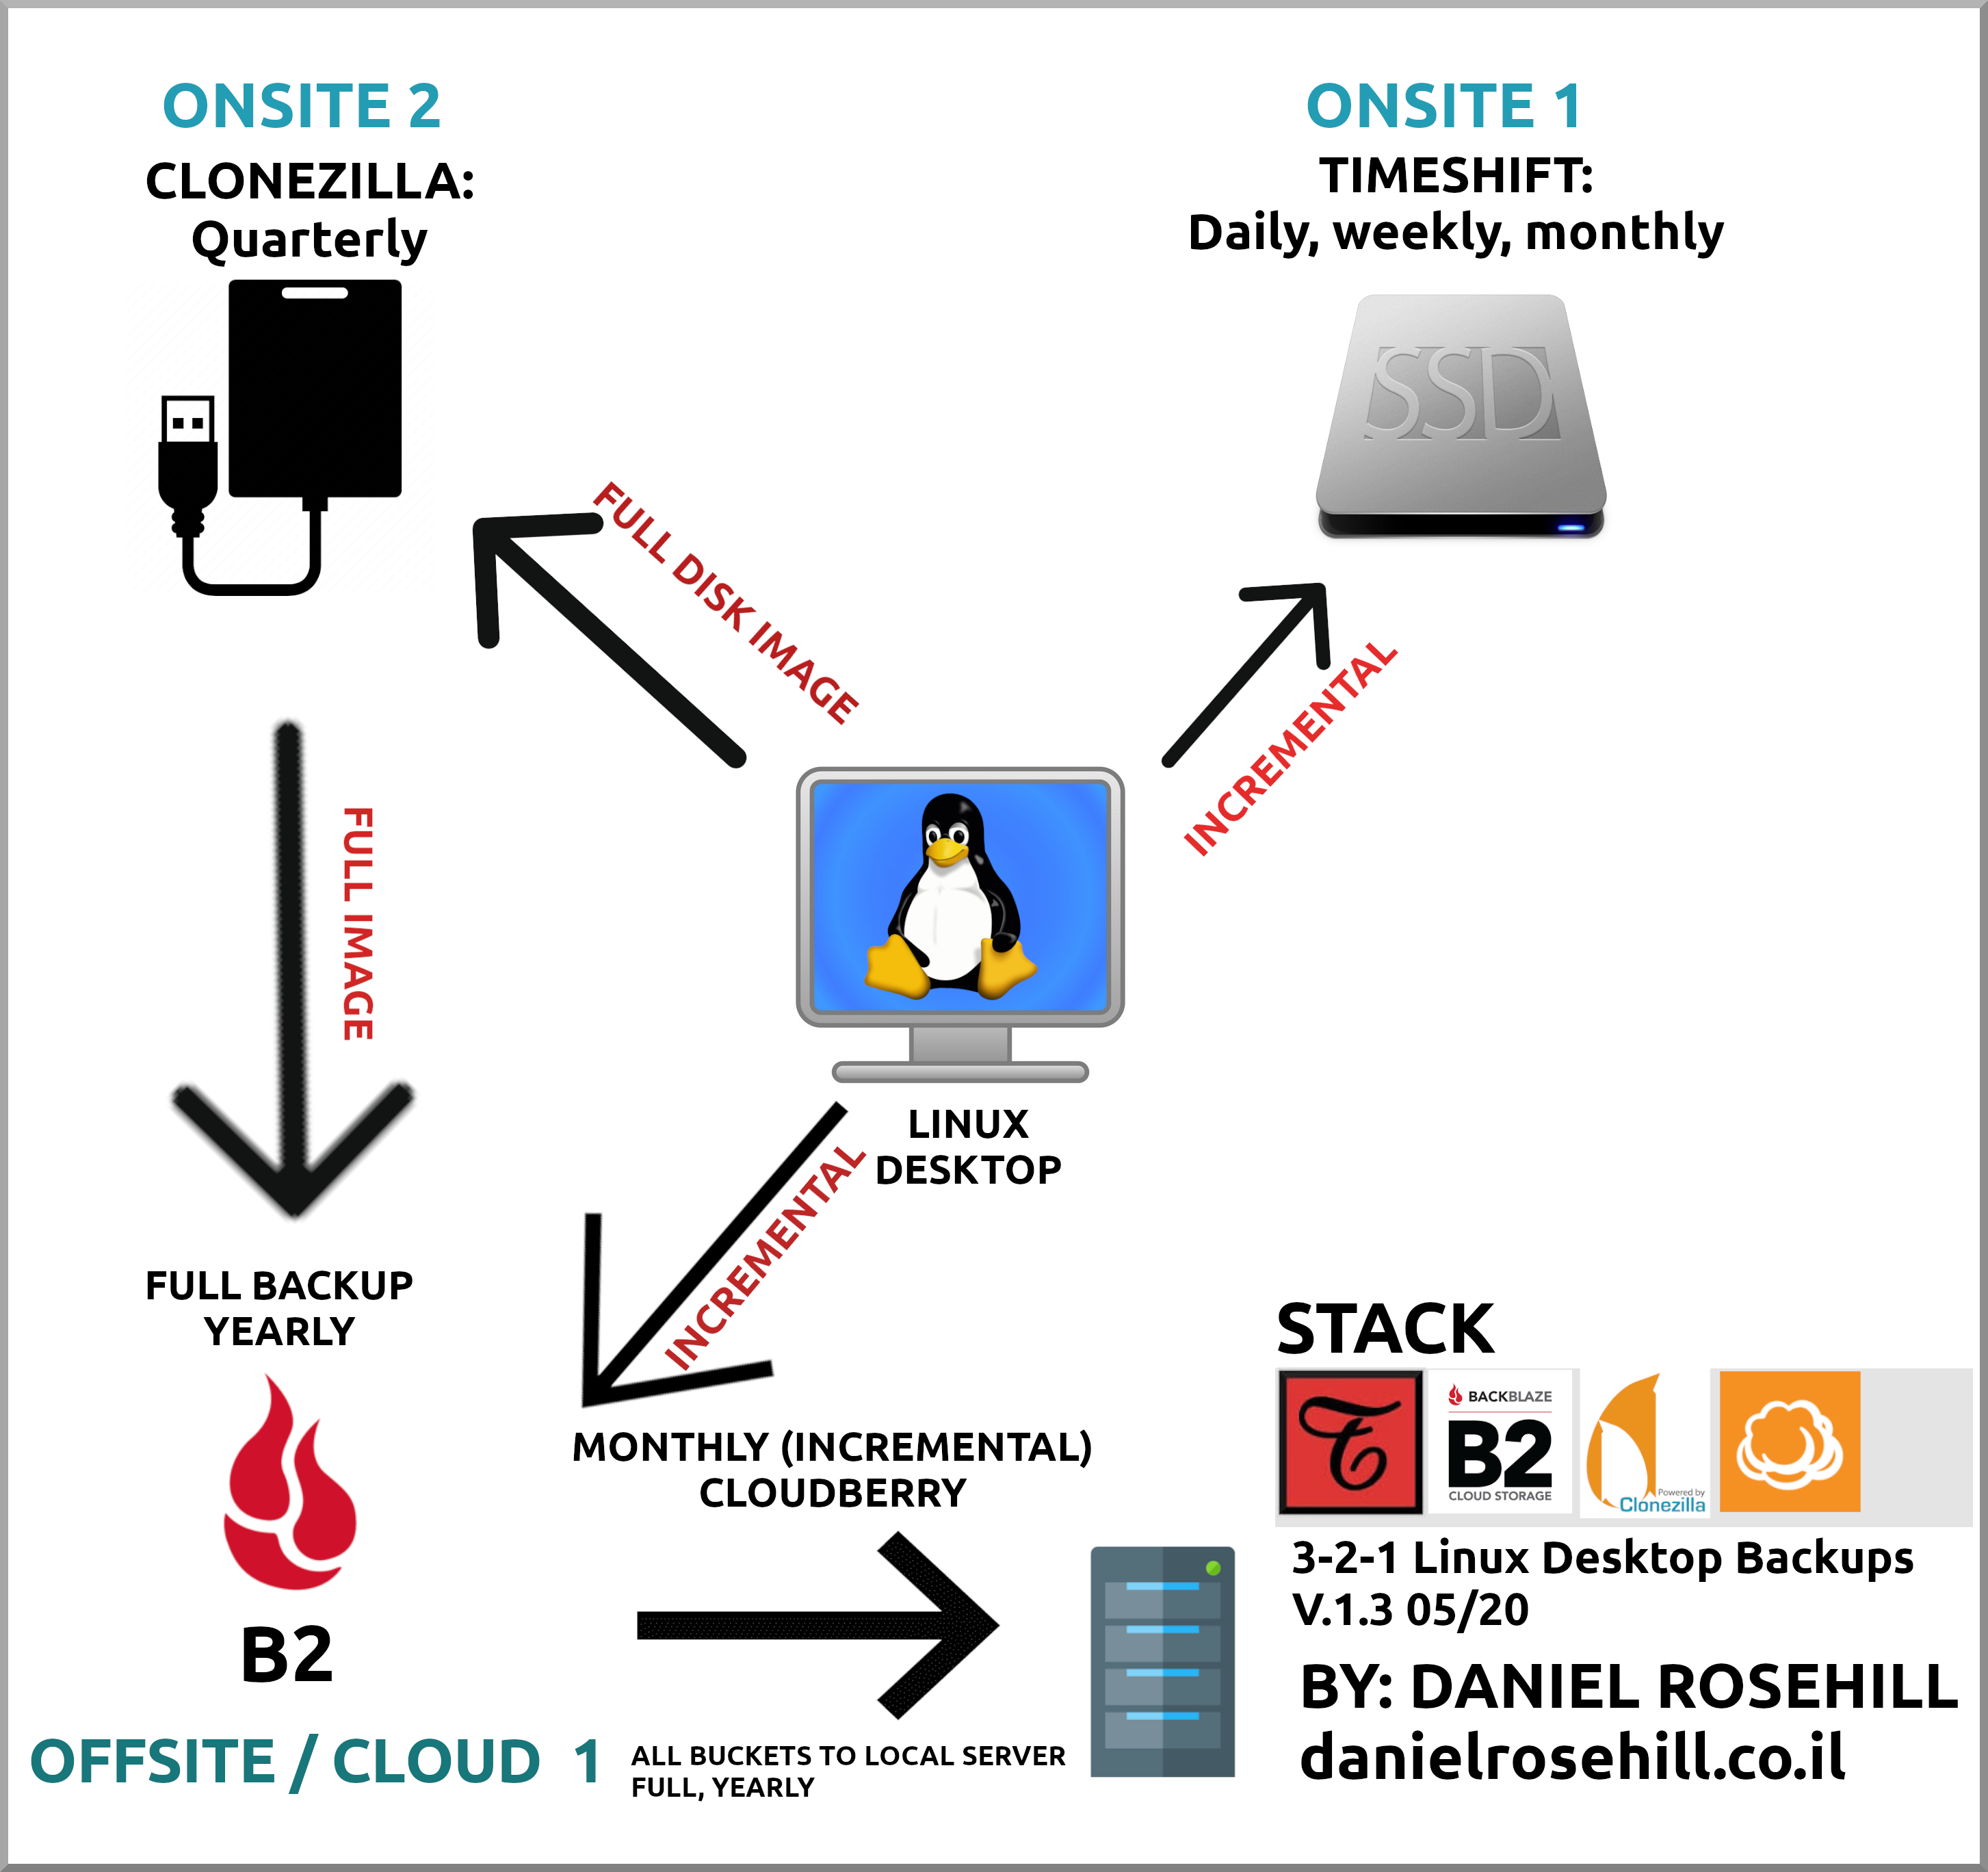 ONSITE 2
CLONEZILLA:
Quarterly
ONSITE 1
TIMESHIFT:
Daily, weekly, monthly
SSD
FULL DISK IMAGE
INCREMENTAL
FULL IMAGE
LINUX
DESKTOP
INCREMENTAL
FULL BACKUP
YEARLY
B2
OFFSITE / CLOUD 1
MONTHLY (INCREMENTAL)
CLOUDBERRY
ALL BUCKETS TO LOCAL SERVER
FULL, YEARLY
STACK
BACKBLAZE
B2
CLOUD STORAGE
Powered by
Clonezilla
3-2-1 Linux Desktop Backups
V.1.3 05/20
BY: DANIEL ROSEHILL
danielrosehill.co.il